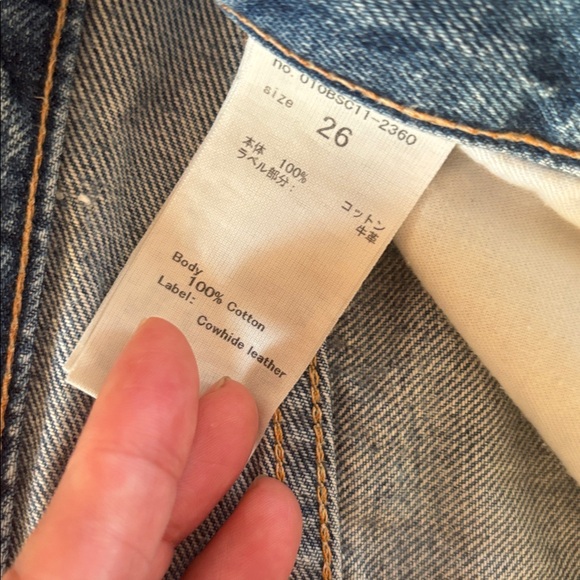 no. 010BSC11-2360
size
26
本体 100% コットン
ラベル部分: 牛革
Body
100% Cotton
Label:
Cowhide leather